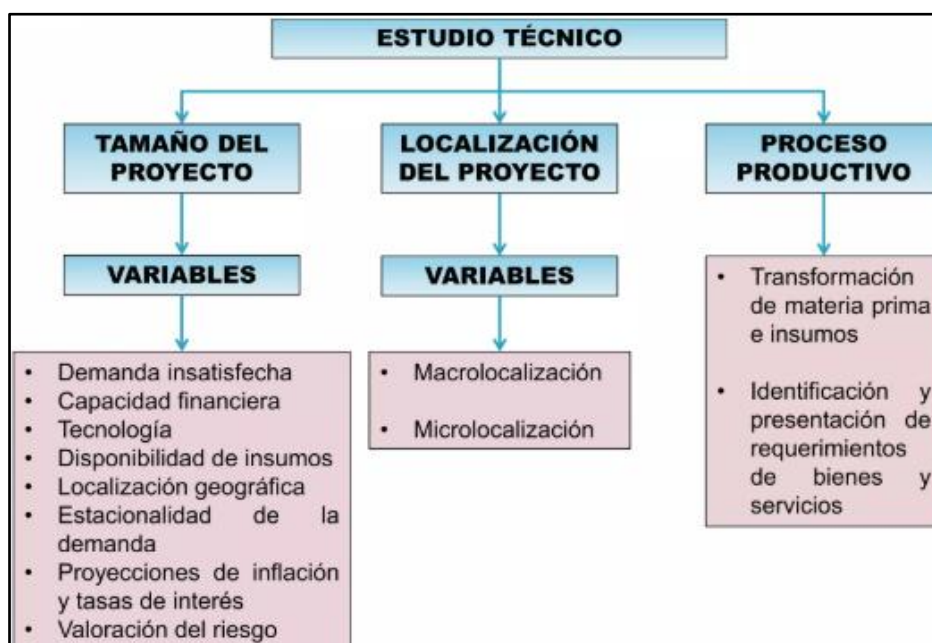 ESTUDIO TÉCNICO
TAMAÑO DEL
PROYECTO
LOCALIZACIÓN
DEL PROYECTO
PROCESO
PRODUCTIVO
VARIABLES
VARIABLES
• Demanda insatisfecha
• Capacidad financiera
• Tecnología
• Disponibilidad de insumos
• Localización geográfica
• Estacionalidad de la
demanda
• Proyecciones de inflación
y tasas de interés
• Valoración del riesgo
• Macrolocalización
• Microlocalización
• Transformación
de materia prima
e insumos
• Identificación y
presentación de
requerimientos
de bienes y
servicios